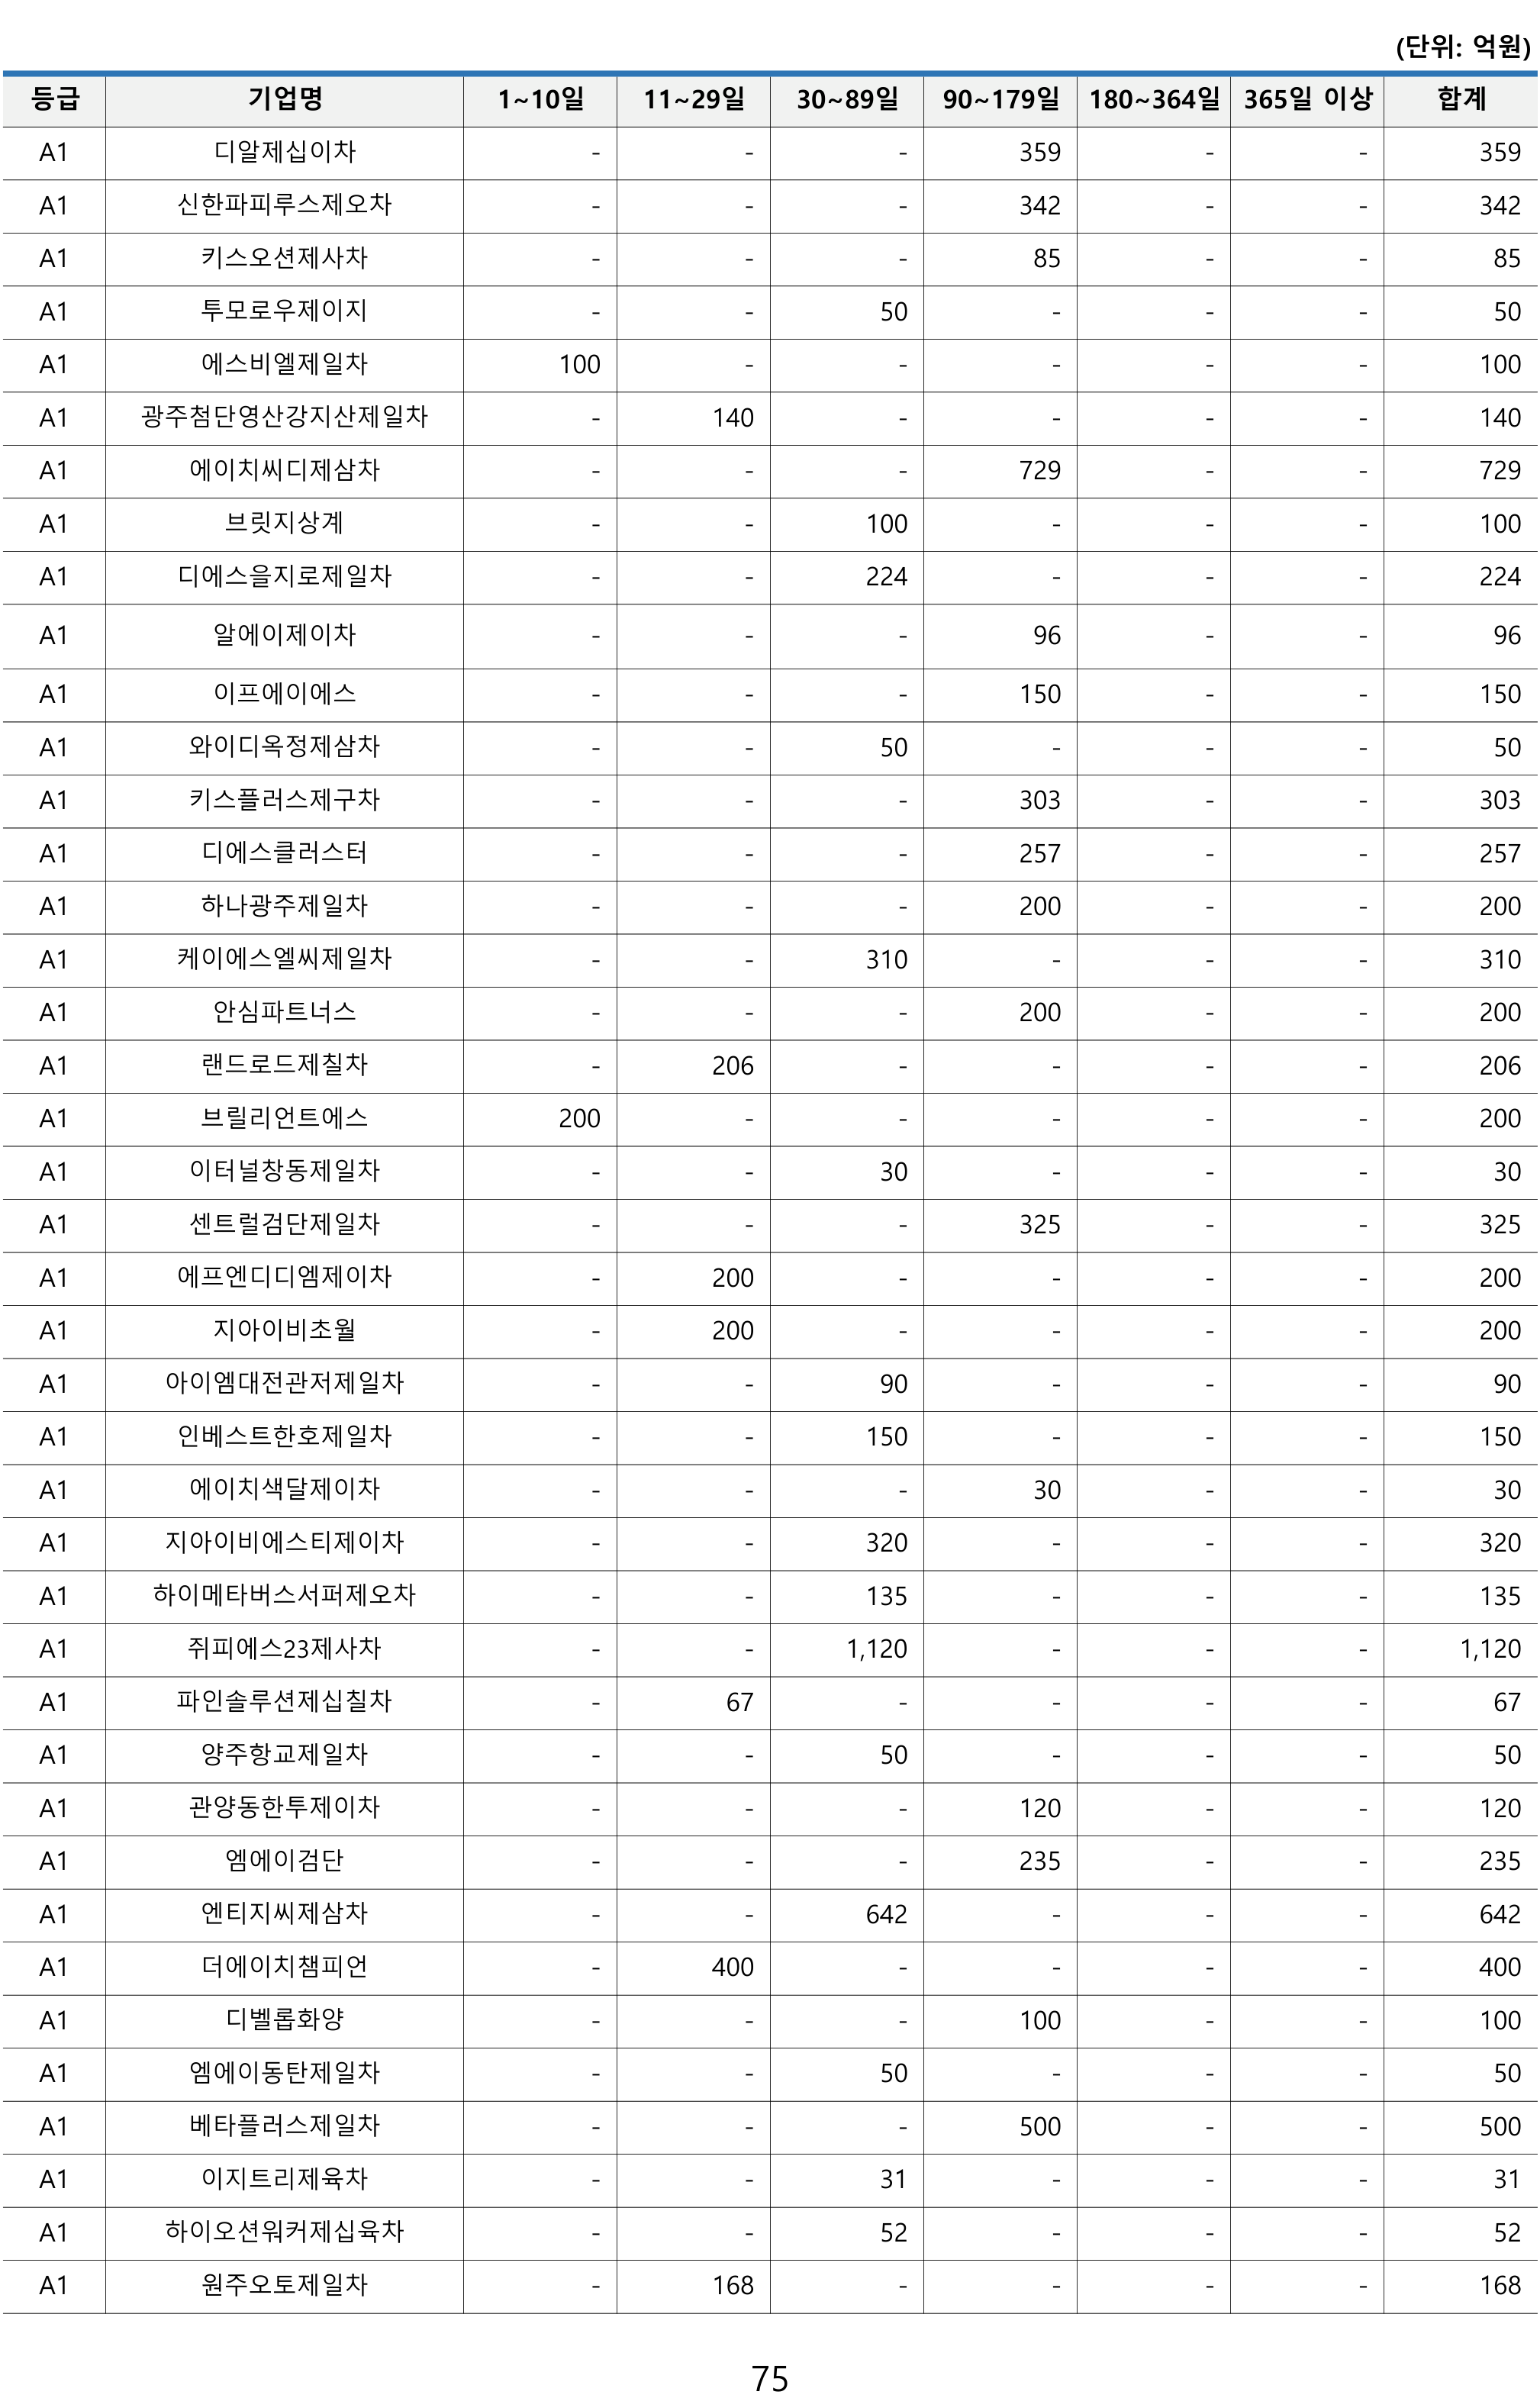 (단위: 억원)
등급 기업명 1~10일 11~29일 30~89일 90~179일 180~364일 365일 이상 합계
A1 디알제십이차 - - - 359 - - 359
A1 신한파피루스제오차 - - - 342 - - 342
A1 키스오션제사차 - - - 85 - - 85
A1 투모로우제이지 - - 50 - - - 50
A1 에스비엘제일차 100 - - - - - 100
A1 광주첨단영산강지산제일차 - 140 - - - - 140
A1 에이치씨디제삼차 - - - 729 - - 729
A1 브릿지상계 - - 100 - - - 100
A1 디에스을지로제일차 - - 224 - - - 224
A1 알에이제이차 - - - 96 - - 96
A1 이프에이에스 - - - 150 - - 150
A1 와이디옥정제삼차 - - 50 - - - 50
A1 키스플러스제구차 - - - 303 - - 303
A1 디에스클러스터 - - - 257 - - 257
A1 하나광주제일차 - - - 200 - - 200
A1 케이에스엘씨제일차 - - 310 - - - 310
A1 안심파트너스 - - - 200 - - 200
A1 랜드로드제칠차 - 206 - - - - 206
A1 브릴리언트에스 200 - - - - - 200
A1 이터널창동제일차 - - 30 - - - 30
A1 센트럴검단제일차 - - - 325 - - 325
A1 에프엔디디엠제이차 - 200 - - - - 200
A1 지아이비초월 - 200 - - - - 200
A1 아이엠대전관저제일차 - - 90 - - - 90
A1 인베스트한호제일차 - - 150 - - - 150
A1 에이치색달제이차 - - - 30 - - 30
A1 지아이비에스티제이차 - - 320 - - - 320
A1 하이메타버스서퍼제오차 - - 135 - - - 135
A1 쥐피에스23제사차 - - 1,120 - - - 1,120
A1 파인솔루션제십칠차 - 67 - - - - 67
A1 양주항교제일차 - - 50 - - - 50
A1 관양동한투제이차 - - - 120 - - 120
A1 엠에이검단 - - - 235 - - 235
A1 엔티지씨제삼차 - - 642 - - - 642
A1 더에이치챔피언 - 400 - - - - 400
A1 디벨롭화양 - - - 100 - - 100
A1 엠에이동탄제일차 - - 50 - - - 50
A1 베타플러스제일차 - - - 500 - - 500
A1 이지트리제육차 - - 31 - - - 31
A1 하이오션워커제십육차 - - 52 - - - 52
A1 원주오토제일차 - 168 - - - - 168
75